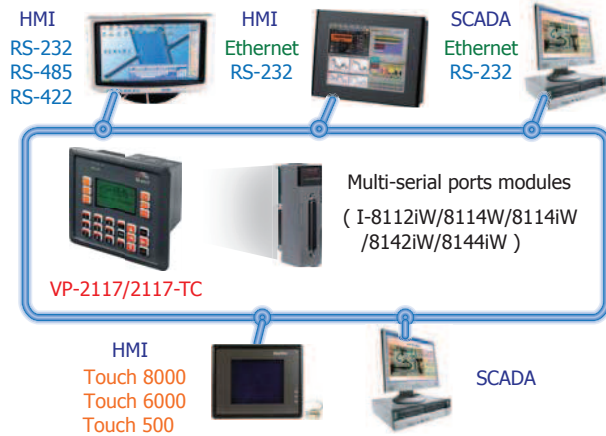 HMI
RS-232
RS-485
RS-422
HMI
Ethernet
RS-232
SCADA
Ethernet
RS-232
Multi-serial ports modules
( I-8112iW/8114W/8114iW
/8142iW/8144iW )
VP-2117/2117-TC
HMI
Touch 8000
Touch 6000
Touch 500
SCADA